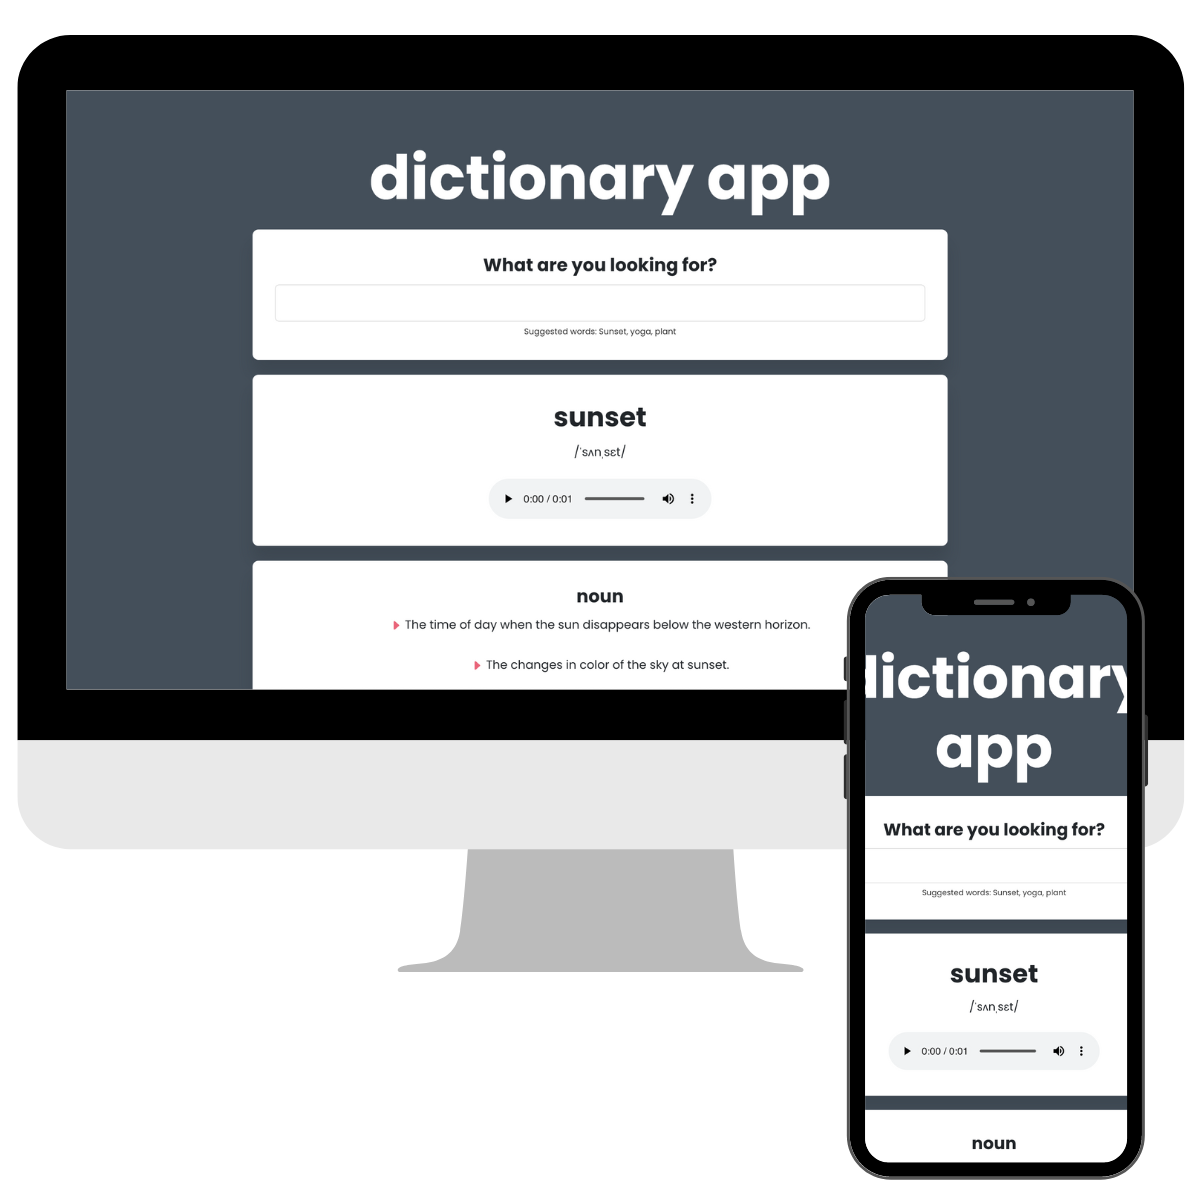 dictionary app
What are you looking for?
Suggested words: Sunset, yoga, plant
sunset
/ˈsʌnˌsɛt/
0:00 / 0:01
noun
The time of day when the sun disappears below the western horizon.
The changes in color of the sky at sunset.
dictionary
app
What are you looking for?
Suggested words: Sunset, yoga, plant
sunset
/ˈsʌnˌsɛt/
0:00 / 0:01
noun